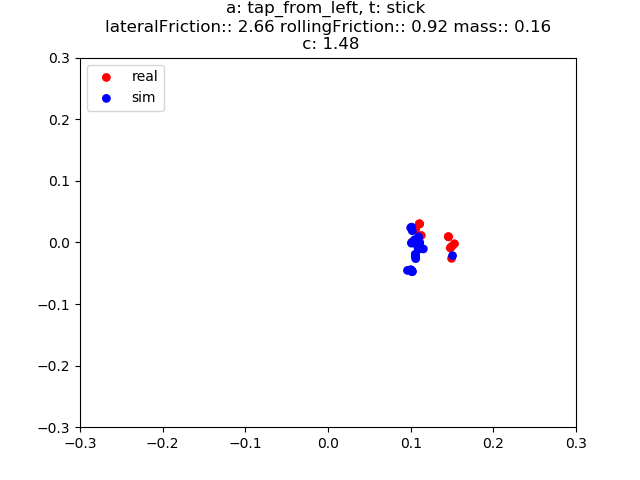 a: tap_from_left, t: stick
lateralFriction:: 2.66 rollingFriction:: 0.92 mass:: 0.16
c: 1.48
real
sim
0.3
0.2
0.1
0.0
−0.1
−0.2
−0.3
−0.3 −0.2 −0.1 0.0 0.1 0.2 0.3